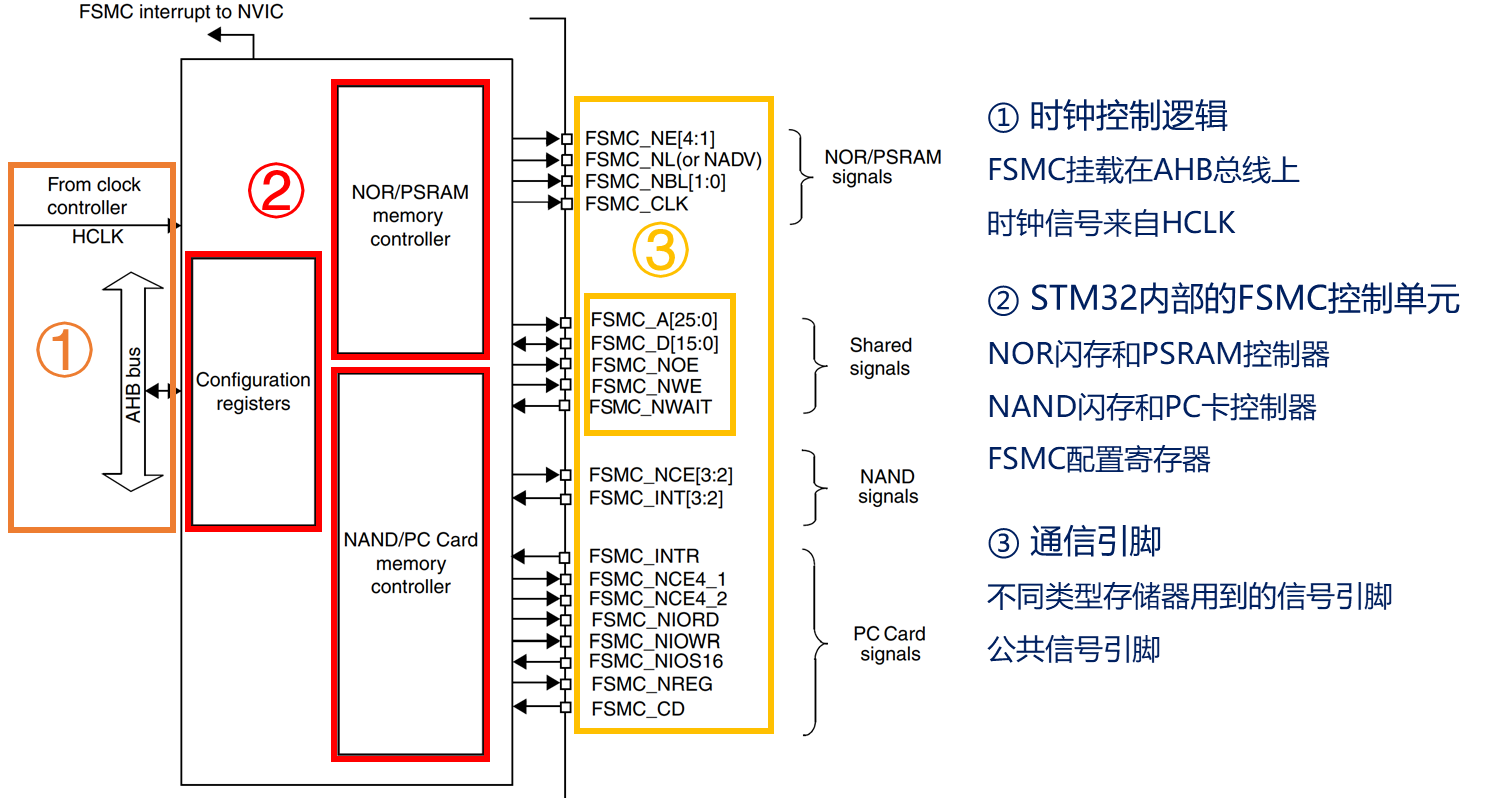 FSMC interrupt to NVIC
From clock
controller
HCLK
①
AHB bus
②
Configuration
registers
NOR/PSRAM
memory
controller
NAND/PC Card
memory
controller
③
FSMC_NE[4:1]
FSMC_NL(or NADV)
FSMC_NBL[1:0]
FSMC_CLK
NOR/PSRAM
signals
FSMC_A[25:0]
FSMC_D[15:0]
FSMC_NOE
FSMC_NWE
FSMC_NWAIT
Shared
signals
FSMC_NCE[3:2]
FSMC_INT[3:2]
NAND
signals
FSMC_INTR
FSMC_NCE4_1
FSMC_NCE4_2
FSMC_NIORD
FSMC_NIOWR
FSMC_NIOS16
FSMC_NREG
FSMC_CD
PC Card
signals
① 时钟控制逻辑
FSMC挂载在AHB总线上
时钟信号来自HCLK
② STM32内部的FSMC控制单元
NOR闪存和PSRAM控制器
NAND闪存和PC卡控制器
FSMC配置寄存器
③ 通信引脚
不同类型存储器用到的信号引脚
公共信号引脚